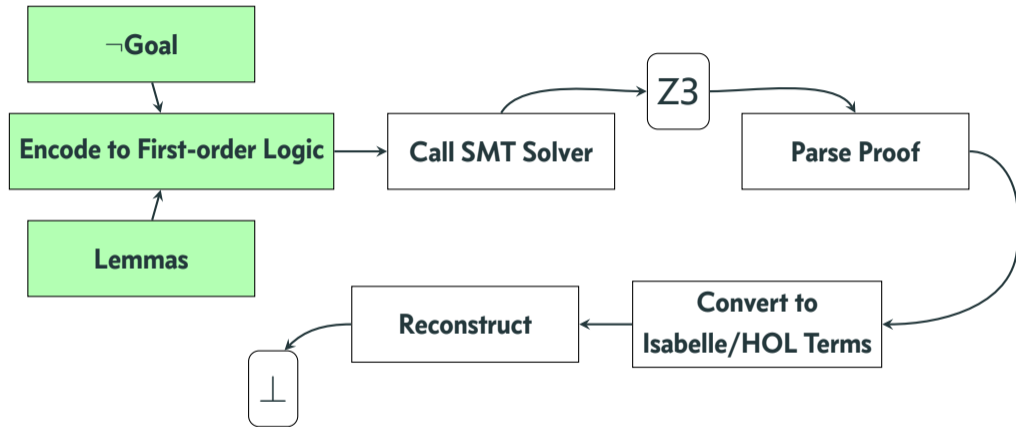 ¬Goal
Encode to First-order Logic
Call SMT Solver
Z3
Parse Proof
Lemmas
Reconstruct
Convert to
Isabelle/HOL Terms
⊥